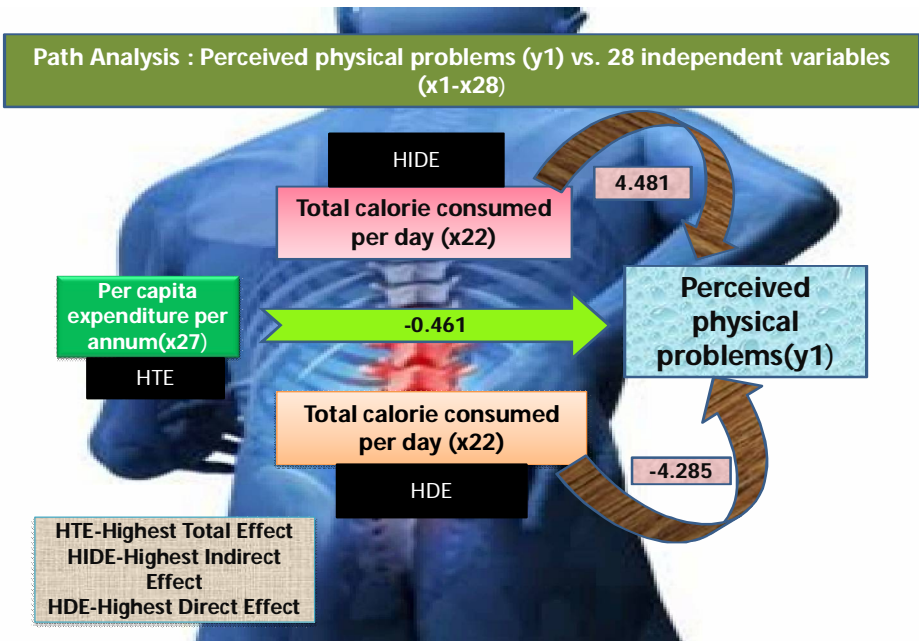 Path Analysis : Perceived physical problems (y1) vs. 28 independent variables
(x1-x28)
HIDE
Total calorie consumed
per day (x22)
4.481
Per capita
expenditure per
annum(x27)
HTE
-0.461
Perceived
physical
problems(y1)
Total calorie consumed
per day (x22)
HDE
-4.285
HTE-Highest Total Effect
HIDE-Highest Indirect
Effect
HDE-Highest Direct Effect